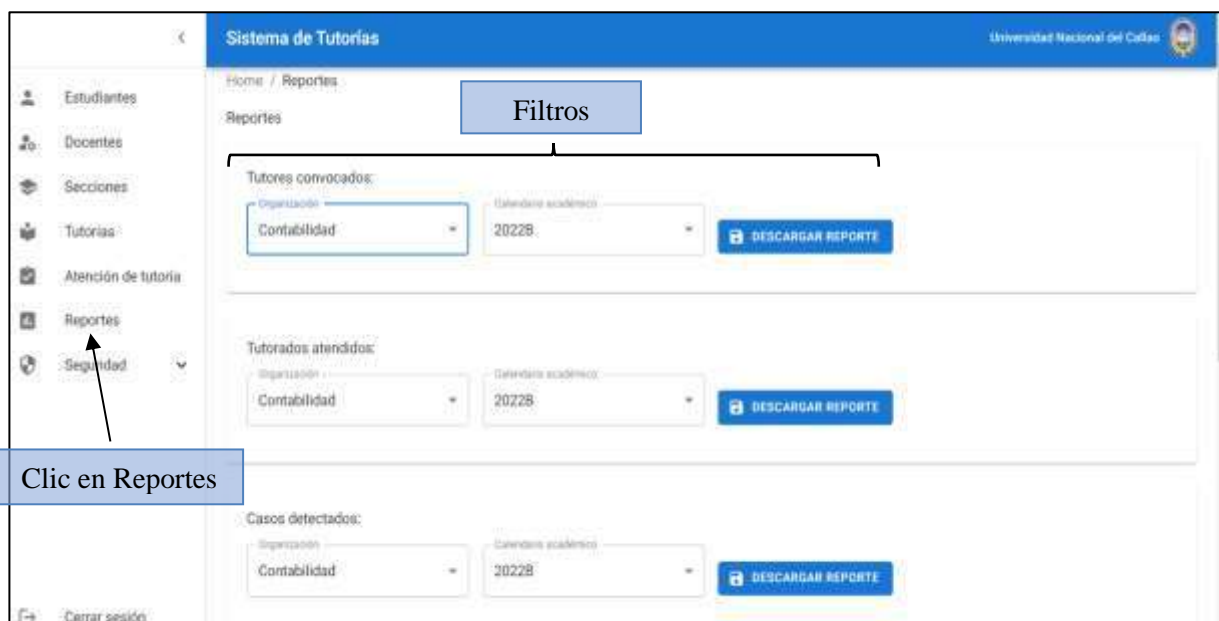 Sistema de Tutorías
Universidad Nacional del Callao
Home / Reportes
Reportes
Filtros
Estudiantes
Docentes
Secciones
Tutorías
Atención de tutoría
Reportes
Seguridad
Clic en Reportes
Cerrar sesión
Tutores convocados:
Organización
Calendario académico
Contabilidad
2022B
DESCARGAR REPORTE
Tutorados atendidos:
Organización
Calendario académico
Contabilidad
2022B
DESCARGAR REPORTE
Casos detectados:
Organización
Calendario académico
Contabilidad
2022B
DESCARGAR REPORTE